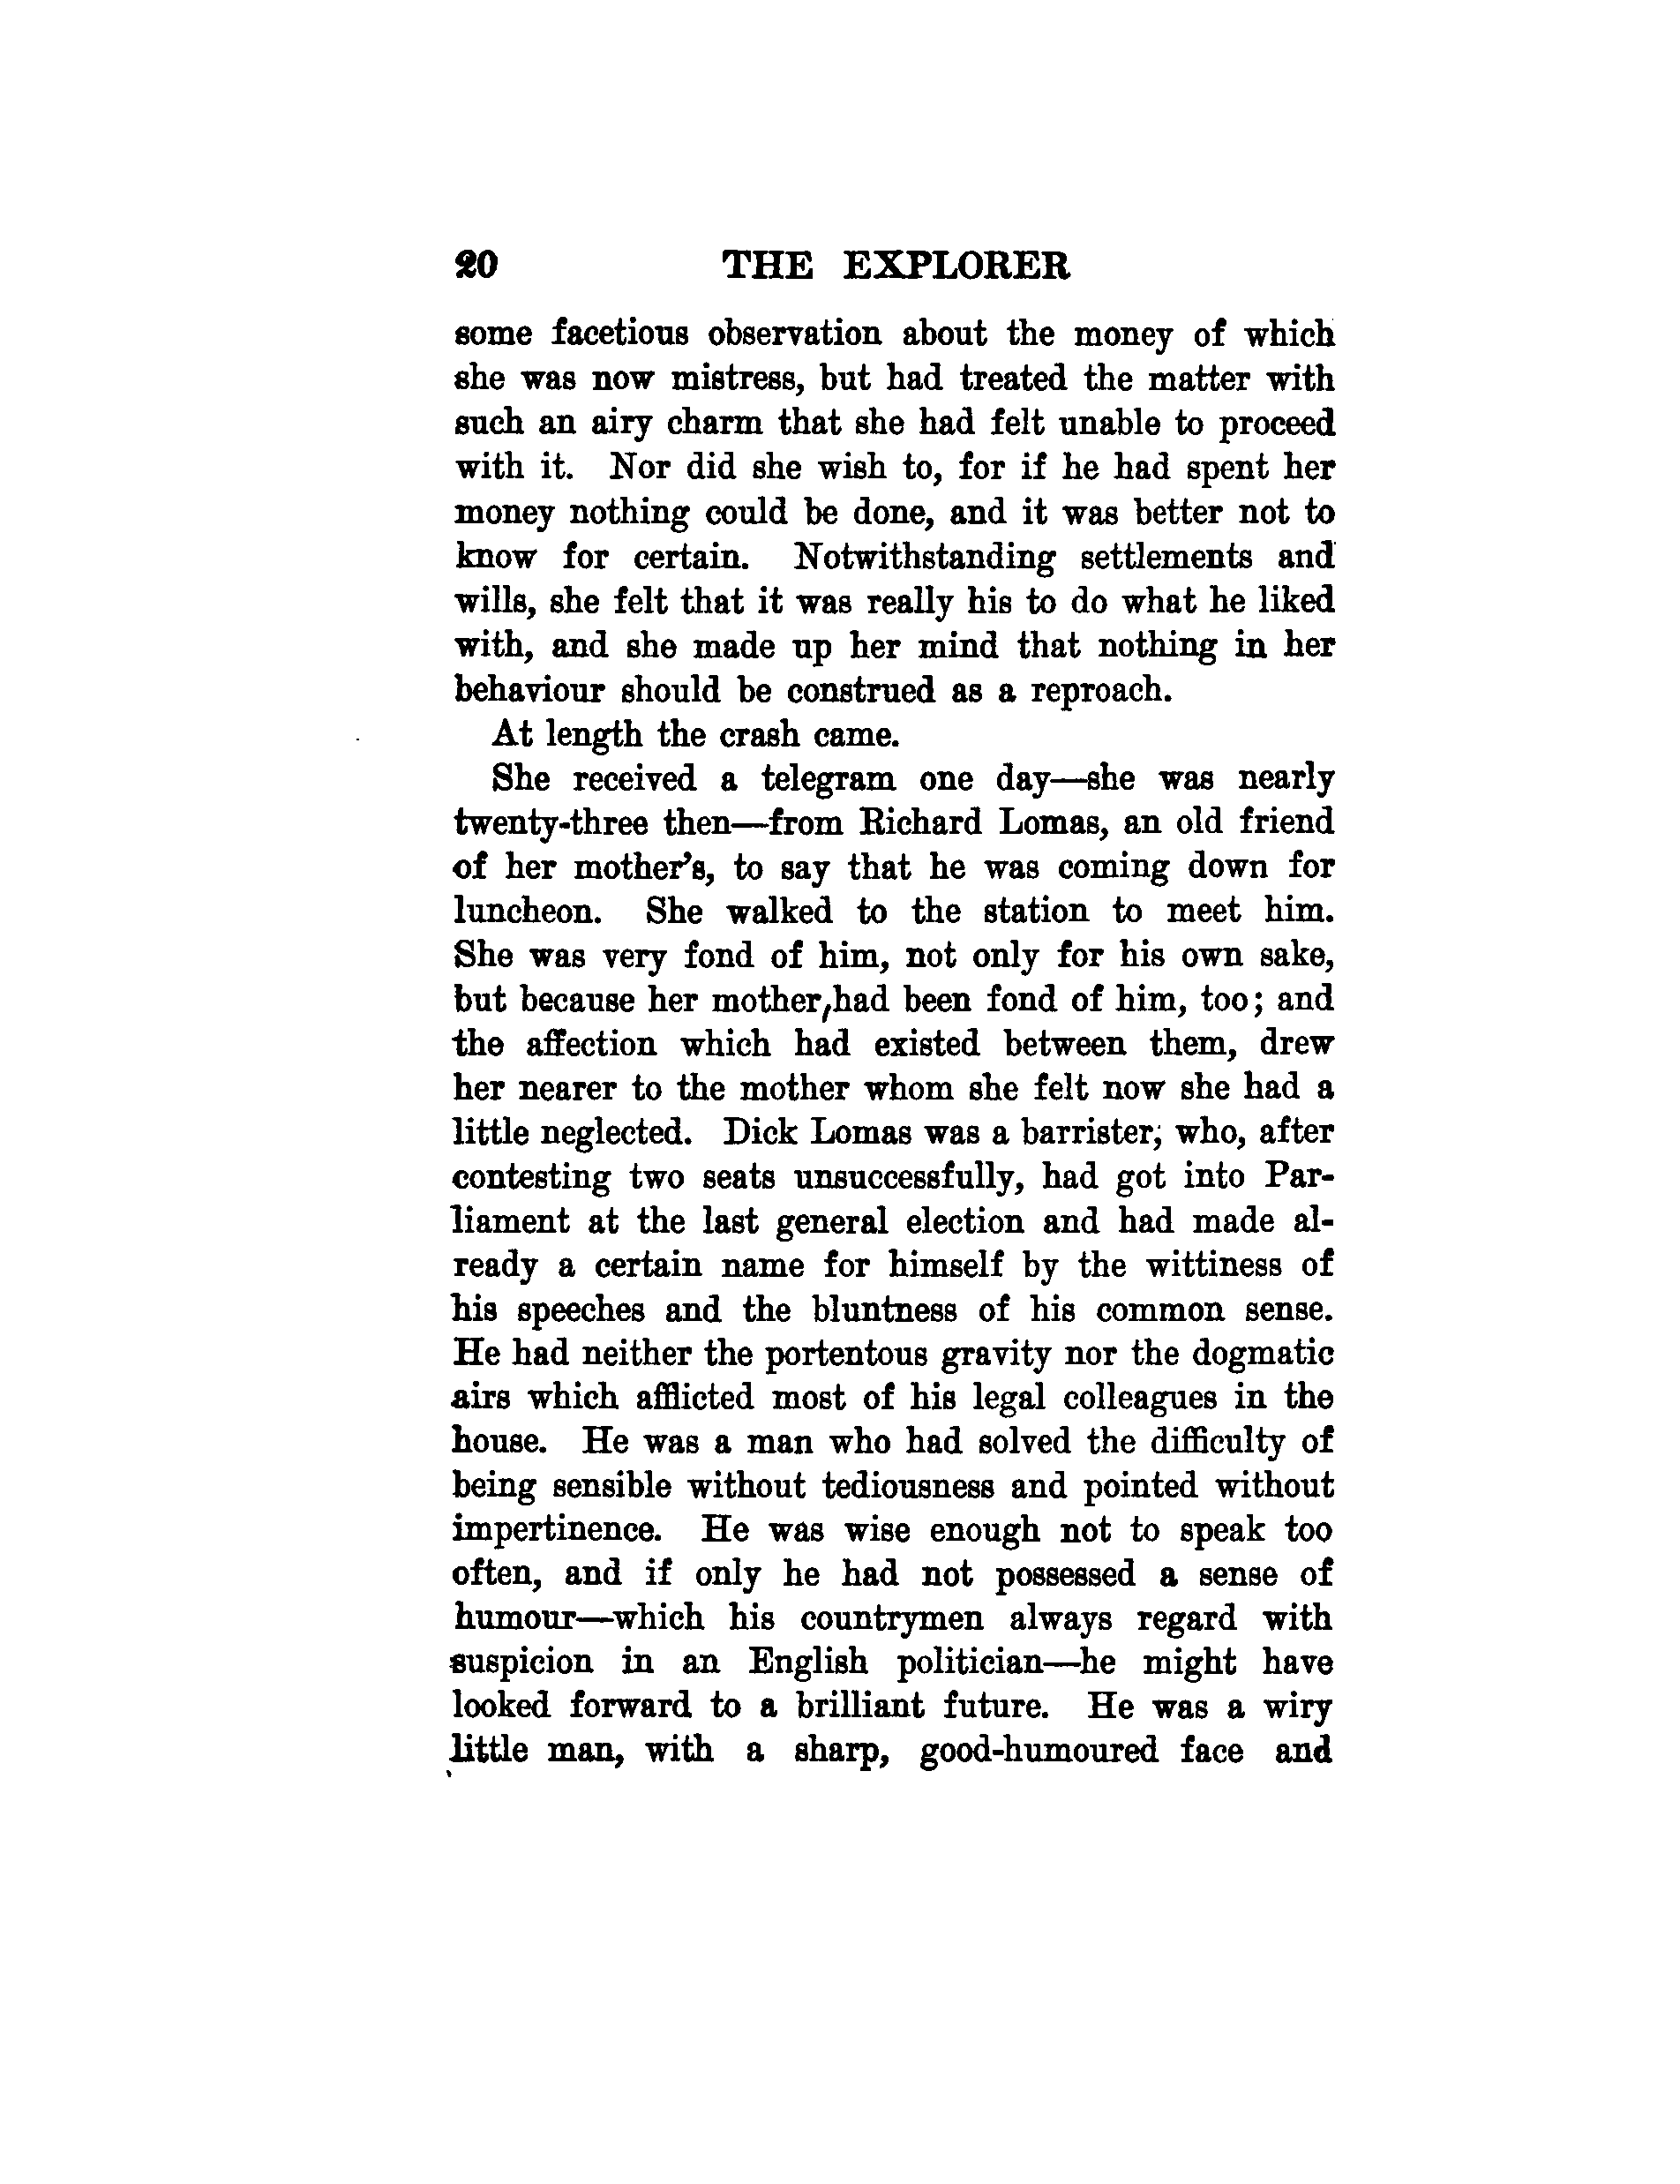 20 THE EXPLORER
some facetious observation about the money of which
she was now mistress, but had treated the matter with
such an airy charm that she had felt unable to proceed
with it. Nor did she wish to, for if he had spent her
money nothing could be done, and it was better not to
know for certain. Notwithstanding settlements and
wills, she felt that it was really his to do what he liked
with, and she made up her mind that nothing in her
behaviour should be construed as a reproach.
At length the crash came.
She received a telegram one day—she was nearly
twenty-three then—from Richard Lomas, an old friend
of her mother's, to say that he was coming down for
luncheon. She walked to the station to meet him.
She was very fond of him, not only for his own sake,
but because her mother had been fond of him, too; and
the affection which had existed between them, drew
her nearer to the mother whom she felt now she had a
little neglected. Dick Lomas was a barrister, who, after
contesting two seats unsuccessfully, had got into Par-
liament at the last general election and had made al-
ready a certain name for himself by the wittiness of
his speeches and the bluntness of his common sense.
He had neither the portentous gravity nor the dogmatic
airs which afflicted most of his legal colleagues in the
house. He was a man who had solved the difficulty of
being sensible without tediousness and pointed without
impertinence. He was wise enough not to speak too
often, and if only he had not possessed a sense of
humour—which his countrymen always regard with
suspicion in an English politician—he might have
looked forward to a brilliant future. He was a wiry
little man, with a sharp, good-humoured face and